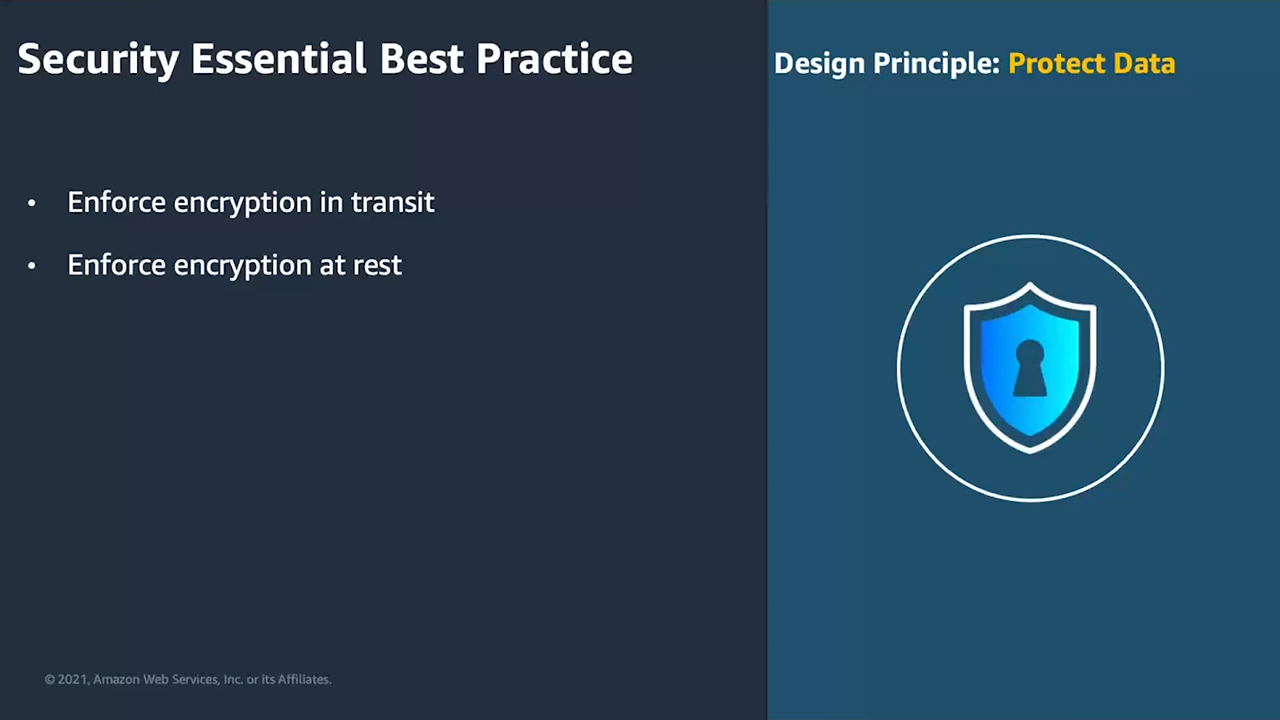 Security Essential Best Practice
Design Principle: Protect Data
• Enforce encryption in transit
• Enforce encryption at rest
© 2021, Amazon Web Services, Inc. or its Affiliates.